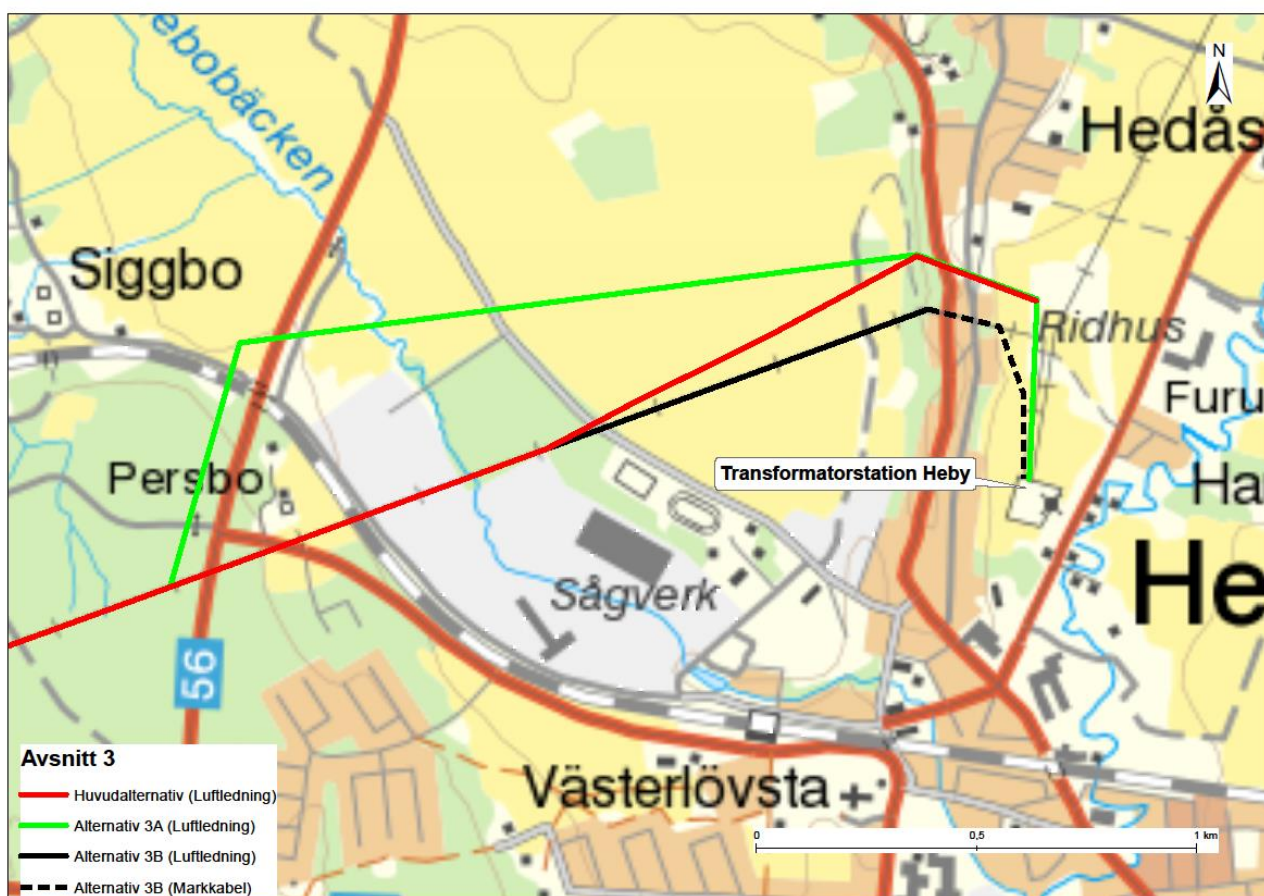 ebobäcken
N
Hedås
Siggbo
Ridhus
Furu
Persbo
Transformatorstation Heby
Ha
He
Sågverk
56
Avsnitt 3
Huvudalternativ (Luftledning)
Alternativ 3A (Luftledning)
Alternativ 3B (Luftledning)
Alternativ 3B (Markkabel)
Västerlövsta
0 0,5 1 km